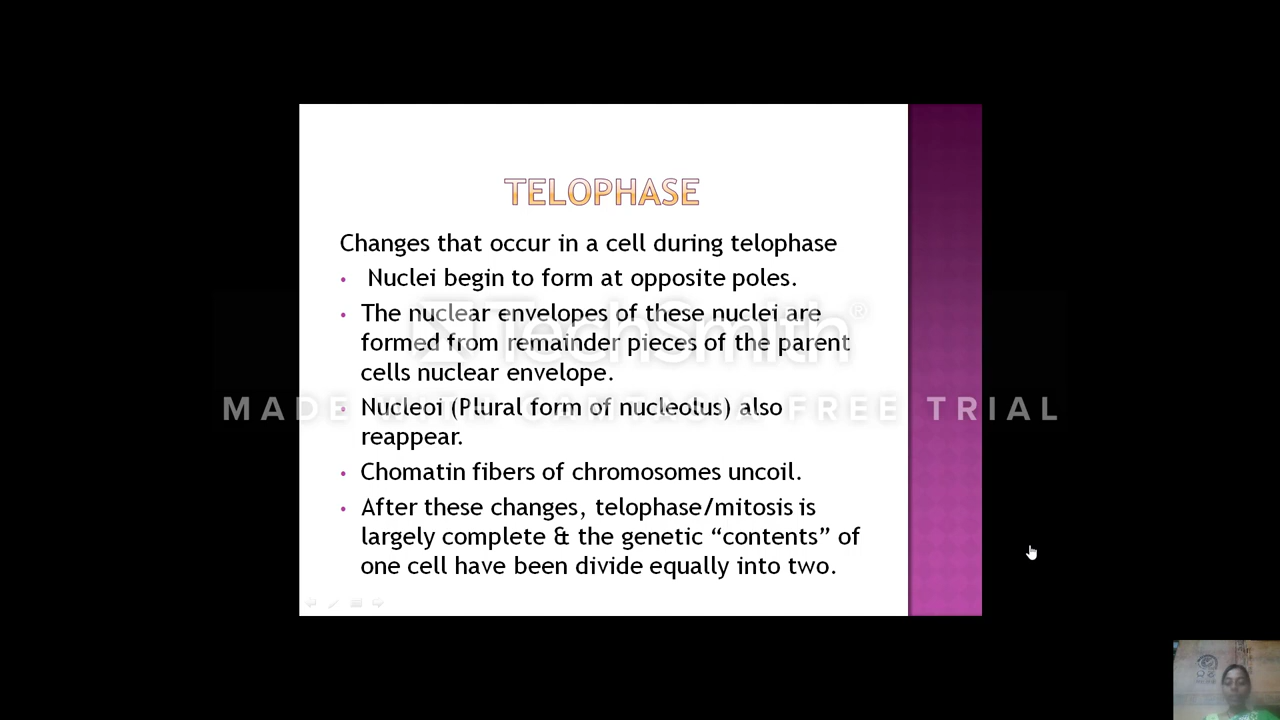 TELOPHASE
Changes that occur in a cell during telophase
• Nuclei begin to form at opposite poles.
• The nuclear envelopes of these nuclei are
formed from remainder pieces of the parent
cells nuclear envelope.
• Nucleoi (Plural form of nucleolus) also
reappear.
• Chomatin fibers of chromosomes uncoil.
• After these changes, telophase/mitosis is
largely complete & the genetic “contents” of
one cell have been divide equally into two.
TechSmith®
MADE WITH CAMTASIA FREE TRIAL